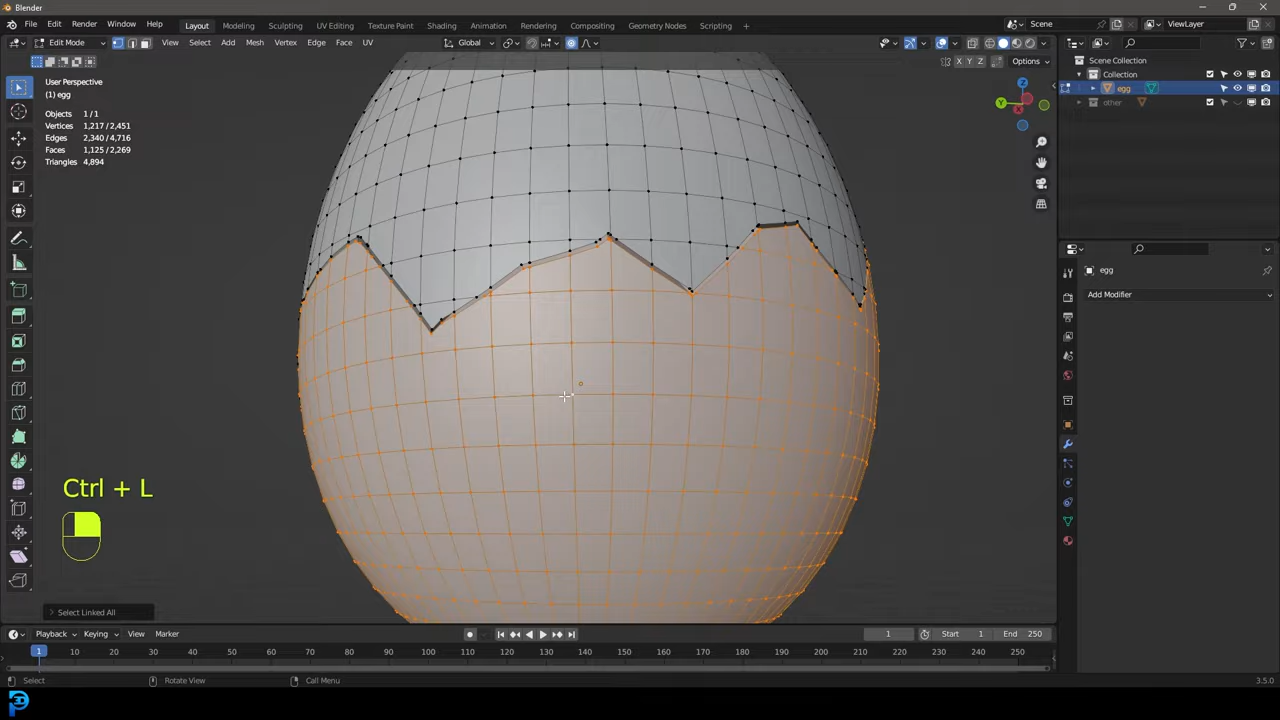 Blender
File Edit Render Window Help Layout Modeling Sculpting UV Editing Texture Paint Shading Animation Rendering Compositing Geometry Nodes Scripting + Scene ViewLayer
Edit Mode View Select Add Mesh Vertex Edge Face UV Global
X Y Z Options
User Perspective
(1) egg
Objects 1 / 1
Vertices 1,217 / 2,451
Edges 2,340 / 4,716
Faces 1,125 / 2,269
Triangles 4,894
Z
Y
X
Scene Collection
Collection
egg
other
egg
Add Modifier
Ctrl + L
Select Linked All
Playback Keying View Marker 1 Start 1 End 250
1 10 20 30 40 50 60 70 80 90 100 110 120 130 140 150 160 170 180 190 200 210 220 230 240 250
Select Rotate View Call Menu 3.5.0